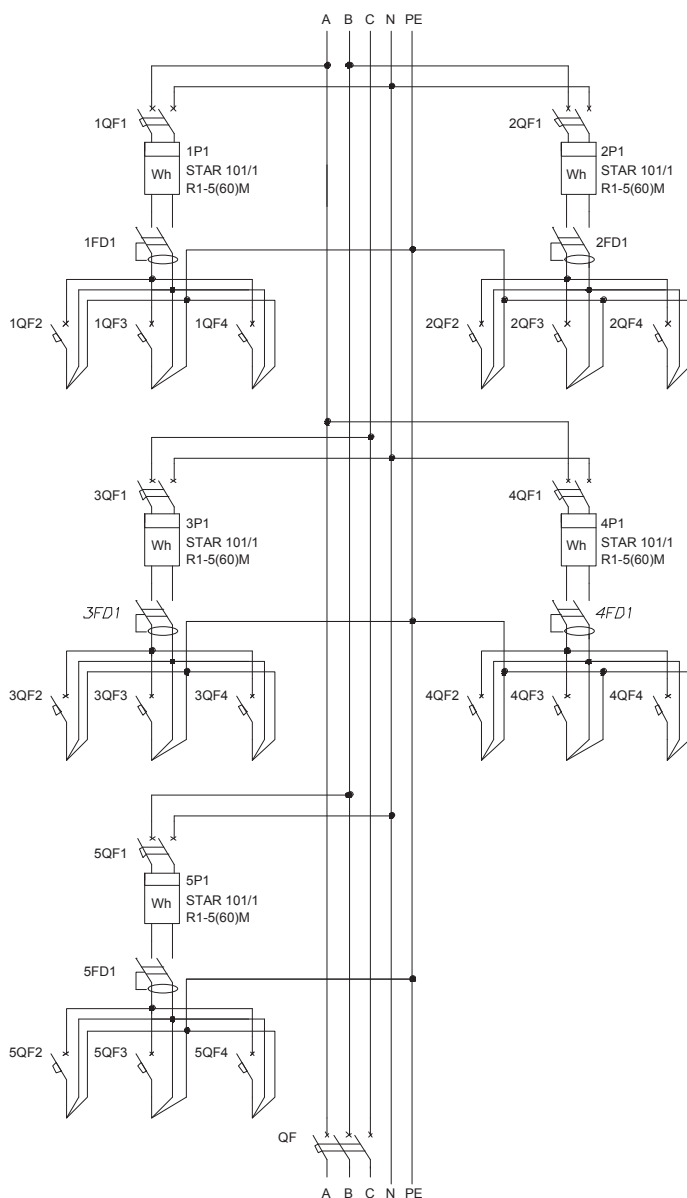 A B C N PE
1QF1
1P1
STAR 101/1
R1-5(60)M
Wh
1FD1
1QF2 1QF3 1QF4
2QF1
2P1
STAR 101/1
R1-5(60)M
Wh
2FD1
2QF2 2QF3 2QF4
3QF1
3P1
STAR 101/1
R1-5(60)M
Wh
3FD1
3QF2 3QF3 3QF4
4QF1
4P1
STAR 101/1
R1-5(60)M
Wh
4FD1
4QF2 4QF3 4QF4
5QF1
5P1
STAR 101/1
R1-5(60)M
Wh
5FD1
5QF2 5QF3 5QF4
QF
A B C N PE